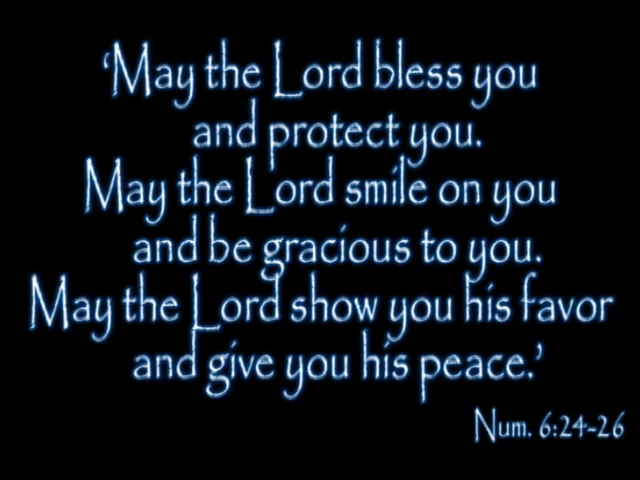 ‘May the Lord bless you
and protect you.
May the Lord smile on you
and be gracious to you.
May the Lord show you his favor
and give you his peace.’
Num. 6:24-26